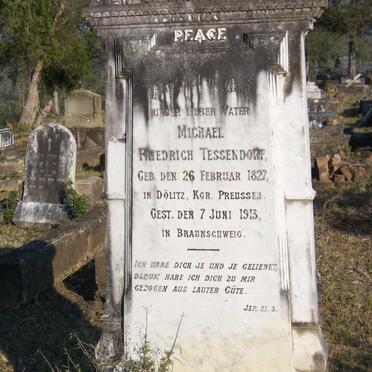 PEACE
UNSER LIEBER VATER
MICHAEL
FRIEDRICH TESSENDORF,
GEB. DEN 26 FEBRUAR 1827,
IN DÖLITZ, KGR. PREUSSEN.
GEST. DEN 7 JUNI 1913,
IN BRAUNSCHWEIG.
ICH HABE DICH JE UND JE GELIEBET,
DARUM HABE ICH DICH ZU MIR
GEZOGEN AUS LAUTER GÜTE.
JER. 31. 3.